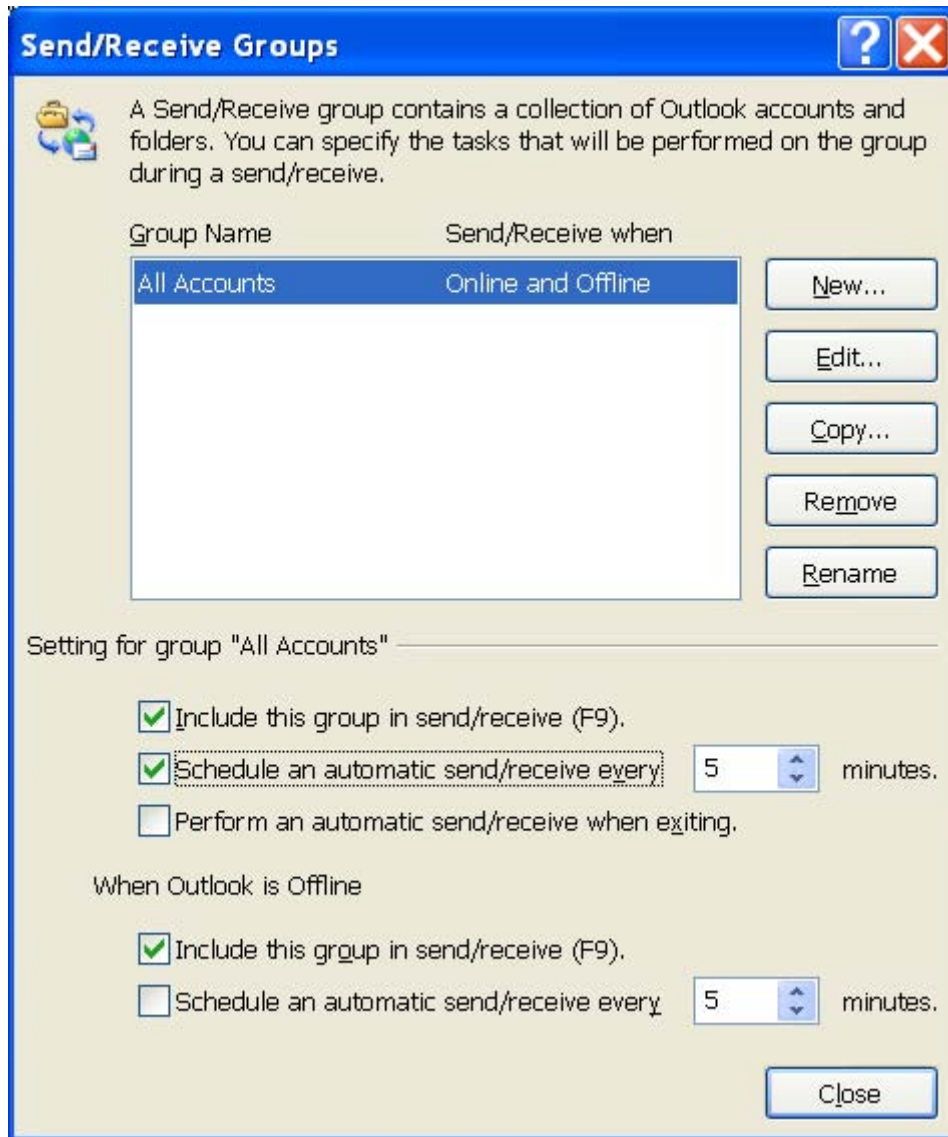 Send/Receive Groups
A Send/Receive group contains a collection of Outlook accounts and
folders. You can specify the tasks that will be performed on the group
during a send/receive.
Group Name Send/Receive when
All Accounts Online and Offline
New...
Edit...
Copy...
Remove
Rename
Setting for group "All Accounts"
Include this group in send/receive (F9).
Schedule an automatic send/receive every 5 minutes.
Perform an automatic send/receive when exiting.
When Outlook is Offline
Include this group in send/receive (F9).
Schedule an automatic send/receive every 5 minutes.
Close